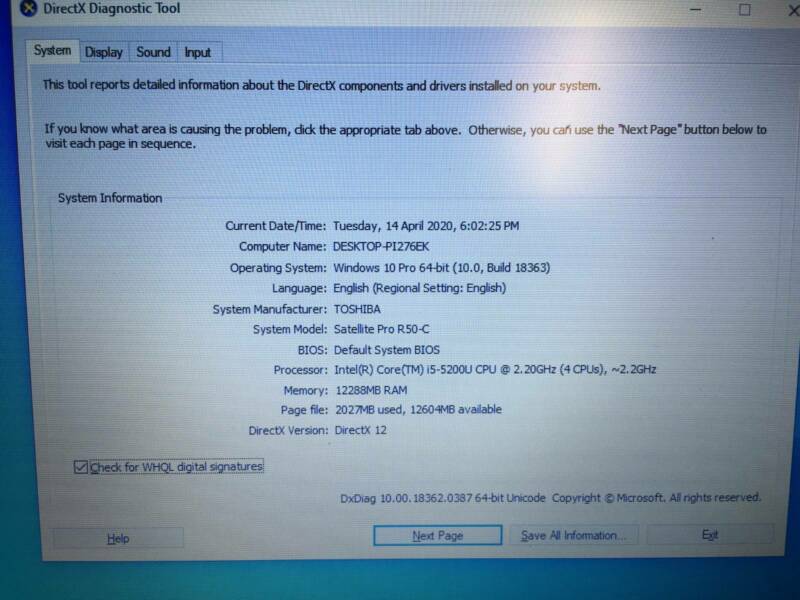 DirectX Diagnostic Tool
System Display Sound Input
This tool reports detailed information about the DirectX components and drivers installed on your system.
If you know what area is causing the problem, click the appropriate tab above. Otherwise, you can use the "Next Page" button below to
visit each page in sequence.
System Information
Current Date/Time: Tuesday, 14 April 2020, 6:02:25 PM
Computer Name: DESKTOP-PI276EK
Operating System: Windows 10 Pro 64-bit (10.0, Build 18363)
Language: English (Regional Setting: English)
System Manufacturer: TOSHIBA
System Model: Satellite Pro R50-C
BIOS: Default System BIOS
Processor: Intel(R) Core(TM) i5-5200U CPU @ 2.20GHz (4 CPUs), ~2.2GHz
Memory: 12288MB RAM
Page file: 2027MB used, 12604MB available
DirectX Version: DirectX 12
Check for WHQL digital signatures
DxDiag 10.00.18362.0387 64-bit Unicode Copyright © Microsoft. All rights reserved.
Help Next Page Save All Information... Exit